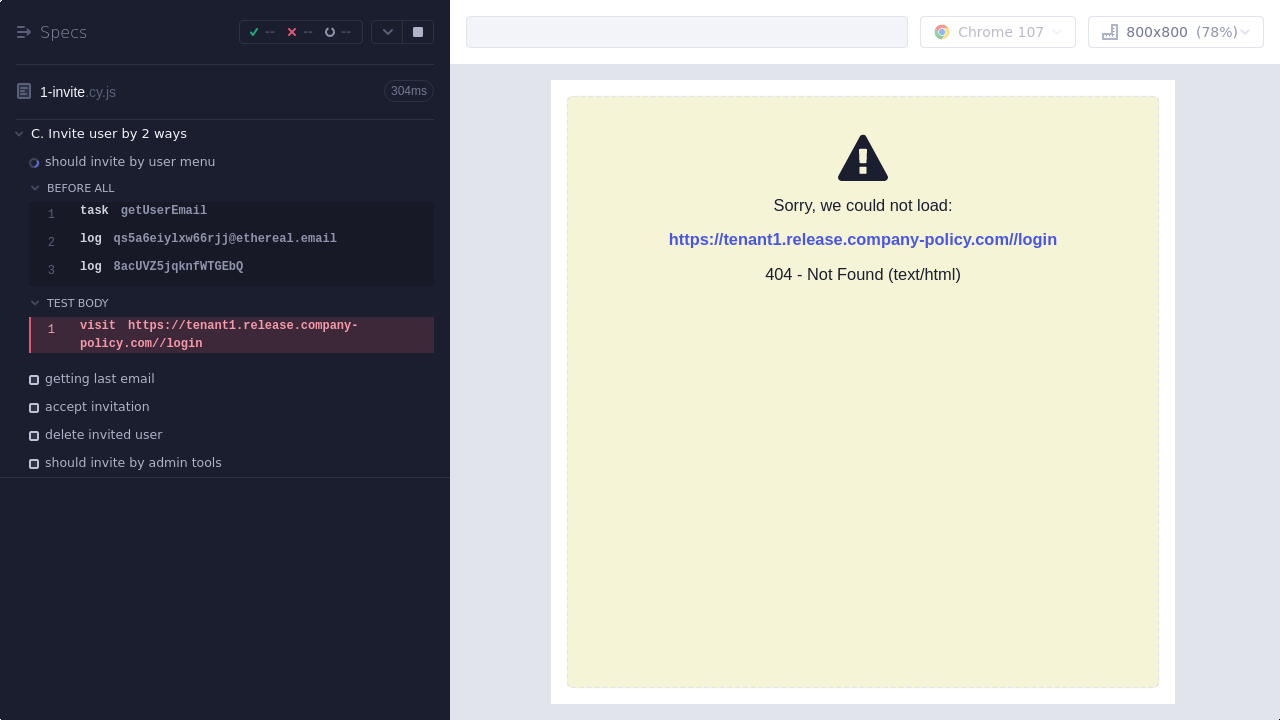 Specs
-- -- --
Chrome 107
800x800 (78%)
1-invite.cy.js
304ms
C. Invite user by 2 ways
should invite by user menu
BEFORE ALL
1 task getUserEmail
2 log qs5a6eiylxw66rjj@ethereal.email
3 log 8acUVZ5jqknfWTGEbQ
TEST BODY
1 visit https://tenant1.release.company-
policy.com//login
getting last email
accept invitation
delete invited user
should invite by admin tools
Sorry, we could not load:
https://tenant1.release.company-policy.com//login
404 - Not Found (text/html)